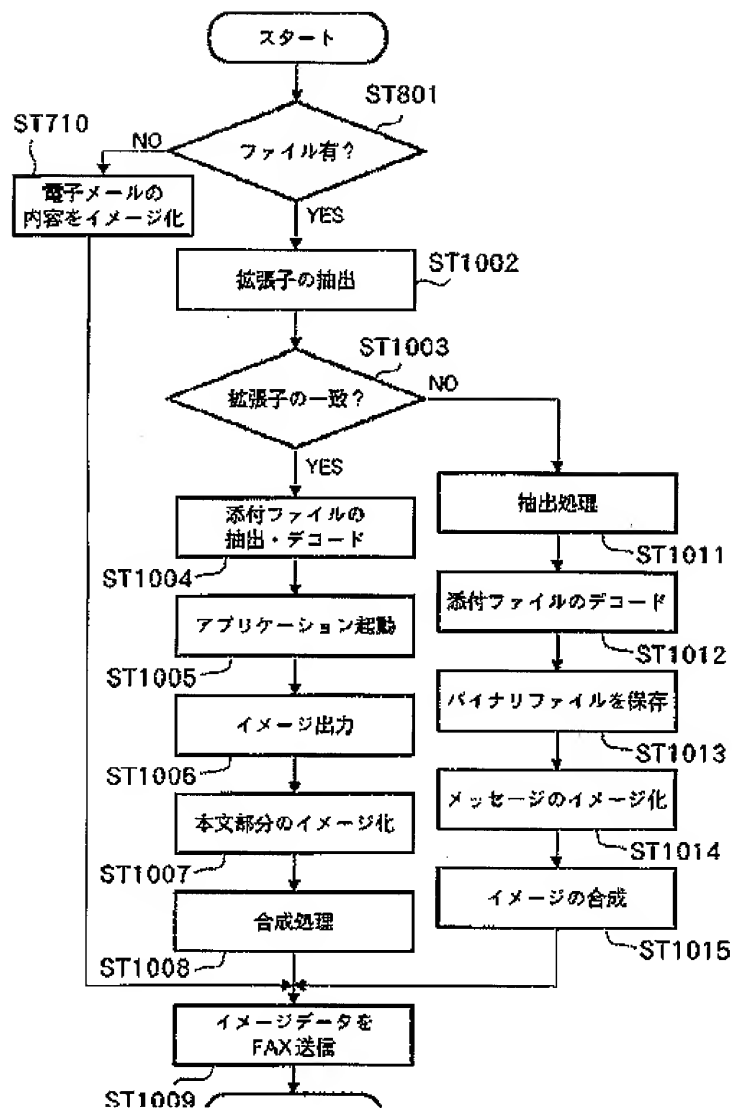 スタート
ST801
ファイル有?
ST710
NO
電子メールの
内容をイメージ化
YES
拡張子の抽出
ST1002
ST1003
拡張子の一致?
NO
YES
添付ファイルの
抽出・デコード
ST1004
抽出処理
ST1011
アプリケーション起動
ST1005
添付ファイルのデコード
ST1012
イメージ出力
ST1006
バイナリファイルを保存
ST1013
本文部分のイメージ化
ST1007
メッセージのイメージ化
ST1014
合成処理
ST1008
イメージの合成
ST1015
イメージデータを
FAX送信
ST1009